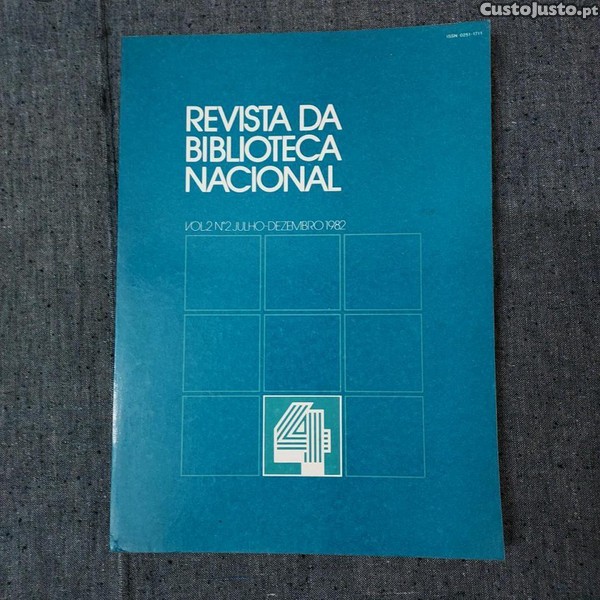 CustoJusto.pt
ISSN 0251-1711
REVISTA DA
BIBLIOTECA
NACIONAL
VOL.2 Nº2 JULHO-DEZEMBRO 1982
4